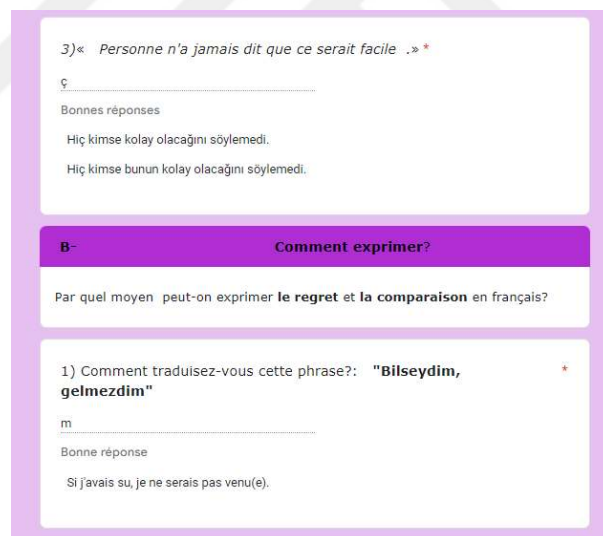 3)« Personne n'a jamais dit que ce serait facile .» *
ç
Bonnes réponses
Hiç kimse kolay olacağını söylemedi.
Hiç kimse bunun kolay olacağını söylemedi.
B- Comment exprimer?
Par quel moyen peut-on exprimer le regret et la comparaison en français?
1) Comment traduisez-vous cette phrase?: "Bilseydim, *
gelmezdim"
m
Bonne réponse
Si j'avais su, je ne serais pas venu(e).